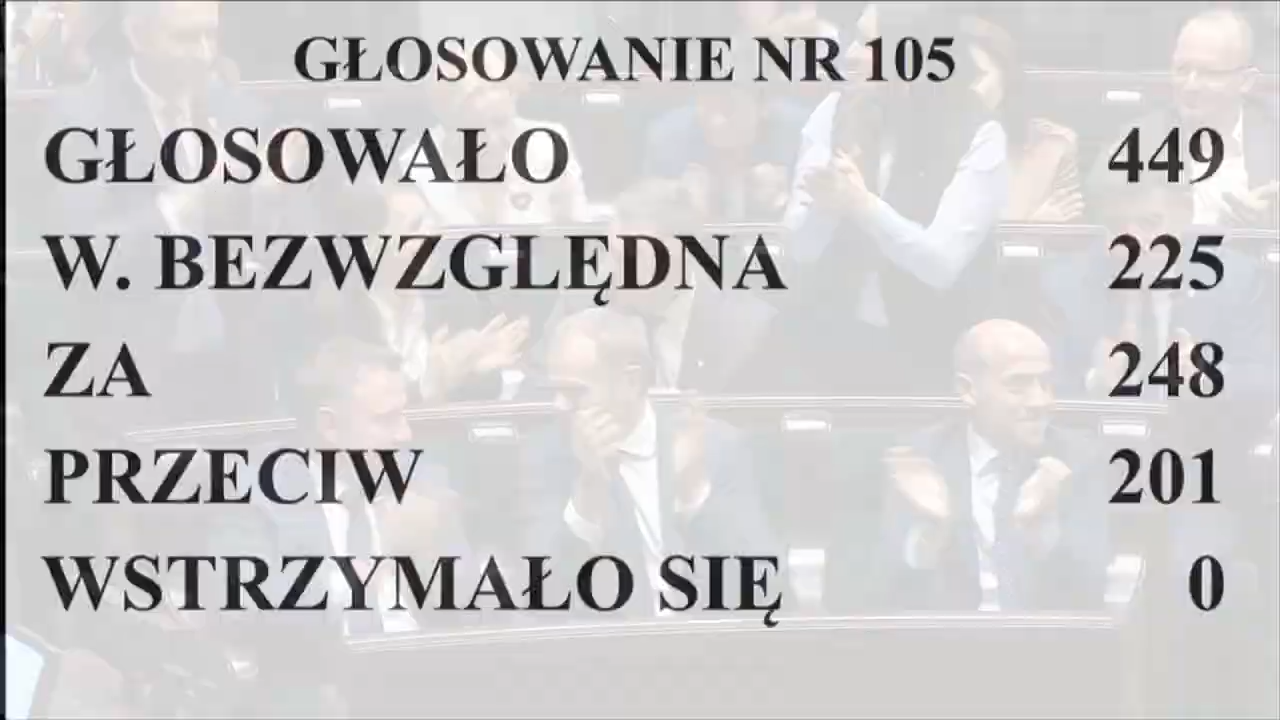 GŁOSOWANIE NR 105
GŁOSOWAŁO 449
W. BEZWZGLĘDNA 225
ZA 248
PRZECIW 201
WSTRZYMAŁO SIĘ 0